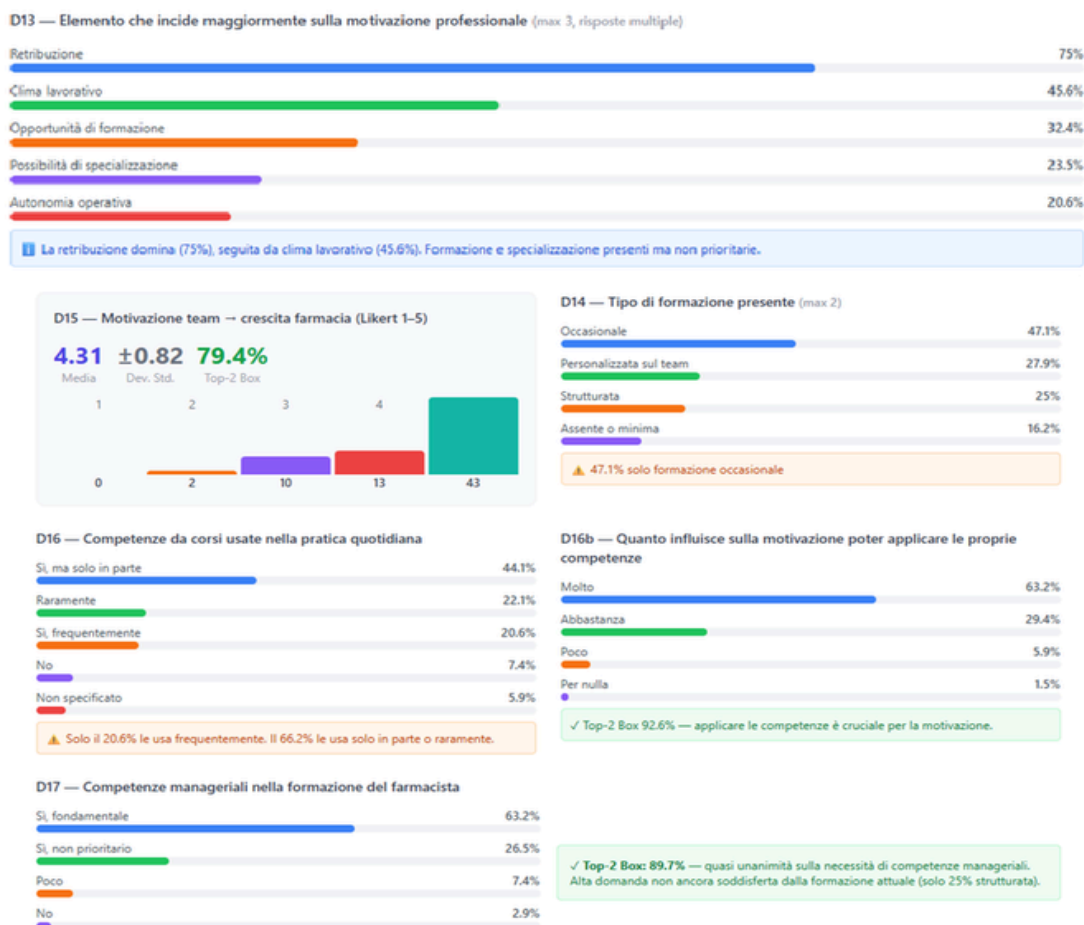 D13 — Elemento che incide maggiormente sulla motivazione professionale (max 3, risposte multiple)
Retribuzione 75%
Clima lavorativo 45.6%
Opportunità di formazione 32.4%
Possibilità di specializzazione 23.5%
Autonomia operativa 20.6%
La retribuzione domina (75%), seguita da clima lavorativo (45.6%). Formazione e specializzazione presenti ma non prioritarie.
D15 — Motivazione team → crescita farmacia (Likert 1–5)
4.31 ±0.82 79.4%
Media Dev. Std. Top-2 Box
1 2 3 4
0 2 10 13 43
D14 — Tipo di formazione presente (max 2)
Occasionale 47.1%
Personalizzata sul team 27.9%
Strutturata 25%
Assente o minima 16.2%
⚠ 47.1% solo formazione occasionale
D16 — Competenze da corsi usate nella pratica quotidiana
Sì, ma solo in parte 44.1%
Raramente 22.1%
Sì, frequentemente 20.6%
No 7.4%
Non specificato 5.9%
⚠ Solo il 20.6% le usa frequentemente. Il 66.2% le usa solo in parte o raramente.
D16b — Quanto influisce sulla motivazione poter applicare le proprie
competenze
Molto 63.2%
Abbastanza 29.4%
Poco 5.9%
Per nulla 1.5%
✓ Top-2 Box 92.6% — applicare le competenze è cruciale per la motivazione.
D17 — Competenze manageriali nella formazione del farmacista
Sì, fondamentale 63.2%
Sì, non prioritario 26.5%
Poco 7.4%
No 2.9%
✓ Top-2 Box: 89.7% — quasi unanimità sulla necessità di competenze manageriali.
Alta domanda non ancora soddisferta dalla formazione attuale (solo 25% strutturata).